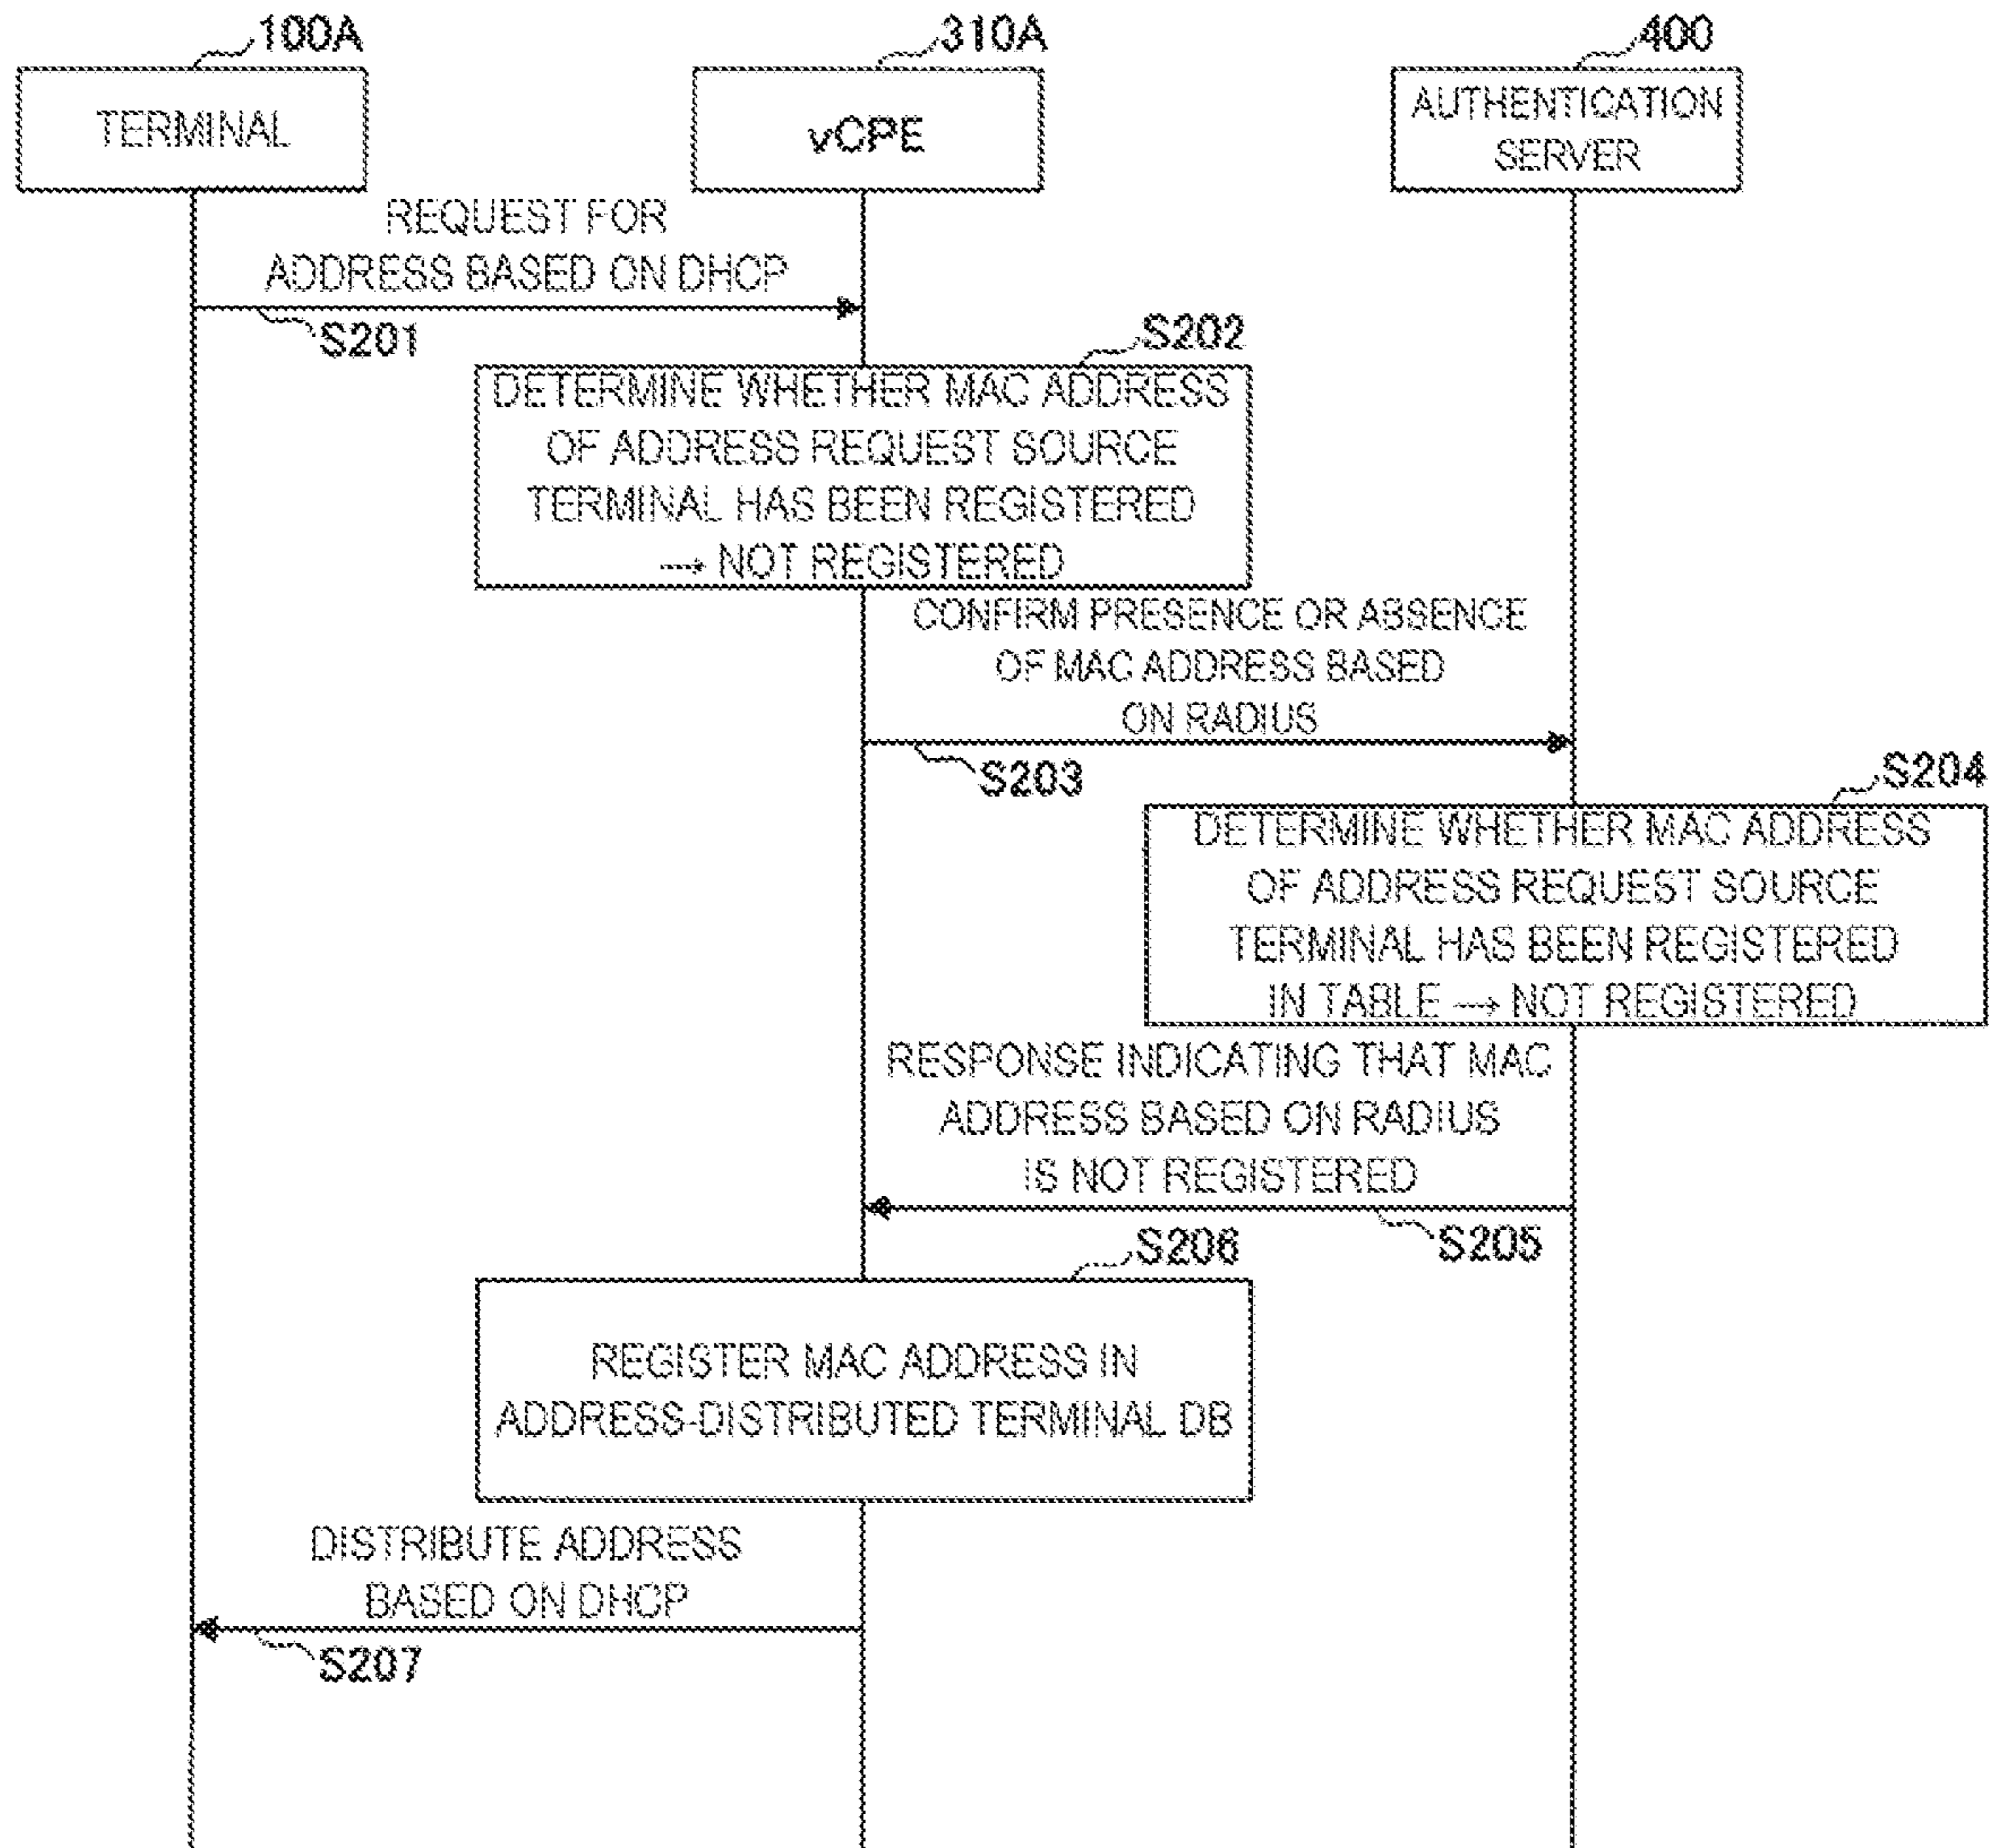 100A
310A
400
TERMINAL
vCPE
AUTHENTICATION
SERVER
REQUEST FOR
ADDRESS BASED ON DHCP
S201
S202
DETERMINE WHETHER MAC ADDRESS
OF ADDRESS REQUEST SOURCE
TERMINAL HAS BEEN REGISTERED
→ NOT REGISTERED
CONFIRM PRESENCE OR ABSENCE
OF MAC ADDRESS BASED
ON RADIUS
S203
S204
DETERMINE WHETHER MAC ADDRESS
OF ADDRESS REQUEST SOURCE
TERMINAL HAS BEEN REGISTERED
IN TABLE → NOT REGISTERED
RESPONSE INDICATING THAT MAC
ADDRESS BASED ON RADIUS
IS NOT REGISTERED
S205
S206
REGISTER MAC ADDRESS IN
ADDRESS-DISTRIBUTED TERMINAL DB
DISTRIBUTE ADDRESS
BASED ON DHCP
S207